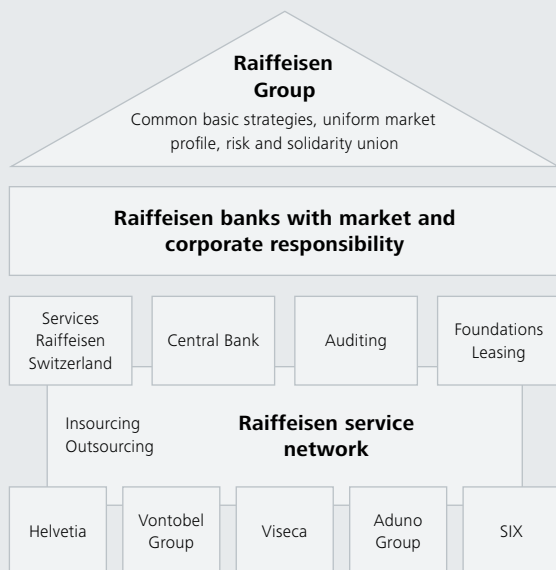 Raiffeisen
Group
Common basic strategies, uniform market
profile, risk and solidarity union
Raiffeisen banks with market and
corporate responsibility
Services
Raiffeisen
Switzerland
Central Bank
Auditing
Foundations
Leasing
Insourcing
Outsourcing
Raiffeisen service
network
Helvetia
Vontobel
Group
Viseca
Aduno
Group
SIX